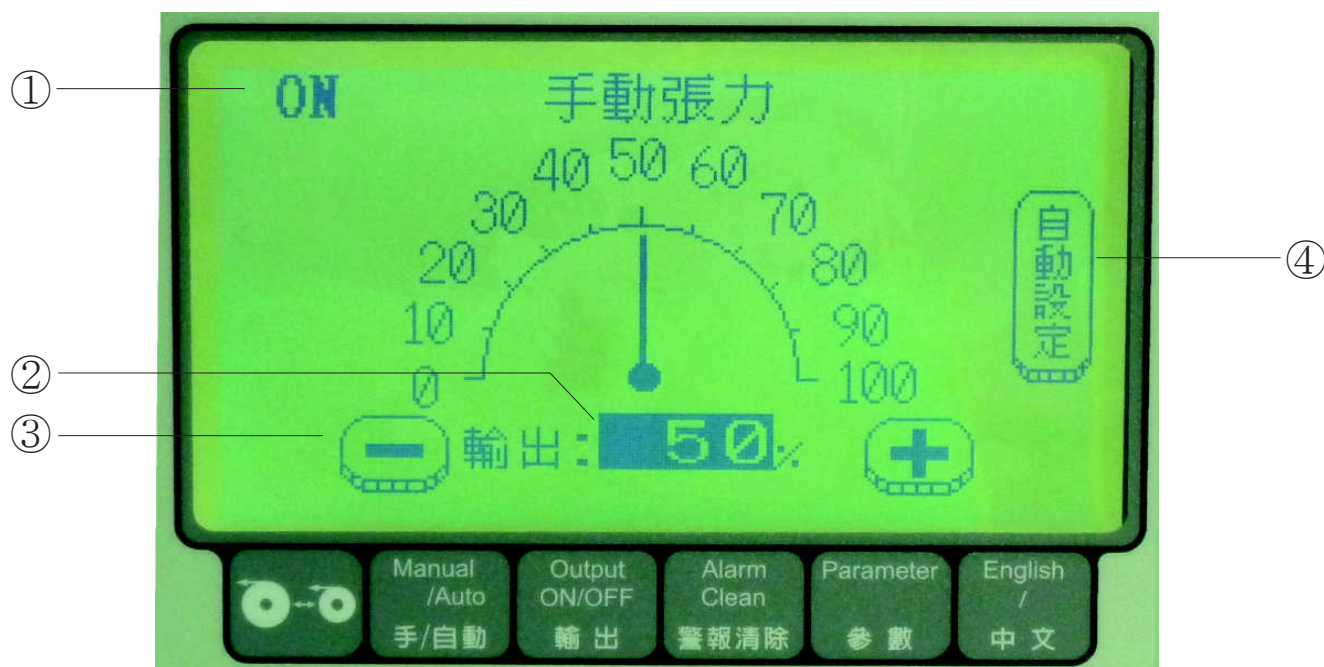 ①
ON
手動張力
0
10
20
30
40
50
60
70
80
90
100
自動設定
④
②
③
輸出: 50%
Manual
/Auto
手/自動
Output
ON/OFF
輸出
Alarm
Clean
警報清除
Parameter
參數
English
/
中文